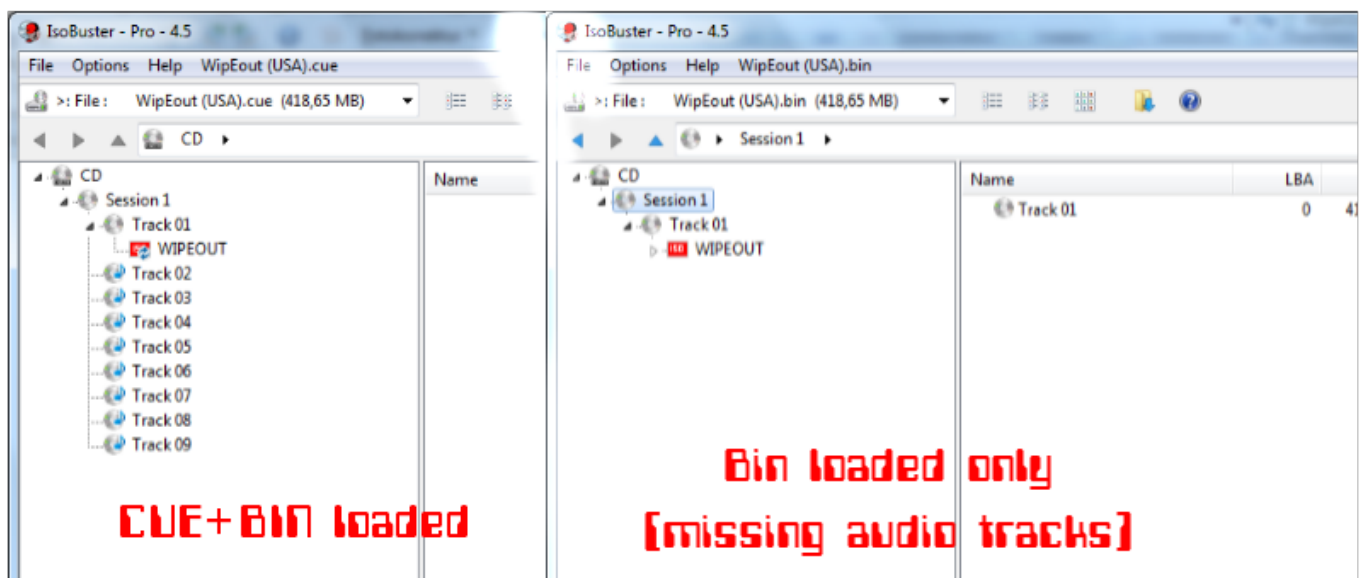 IsoBuster - Pro - 4.5
File Options Help WipEout (USA).cue
>: File: WipEout (USA).cue (418,65 MB)
CD
CD
Session 1
Track 01
WIPEOUT
Track 02
Track 03
Track 04
Track 05
Track 06
Track 07
Track 08
Track 09
Name
CUE+BIN loaded
IsoBuster - Pro - 4.5
File Options Help WipEout (USA).bin
>: File: WipEout (USA).bin (418,65 MB)
Session 1
CD
Session 1
Track 01
ISO WIPEOUT
Name LBA
Track 01 0 41
Bin loaded only
(missing audio tracks)